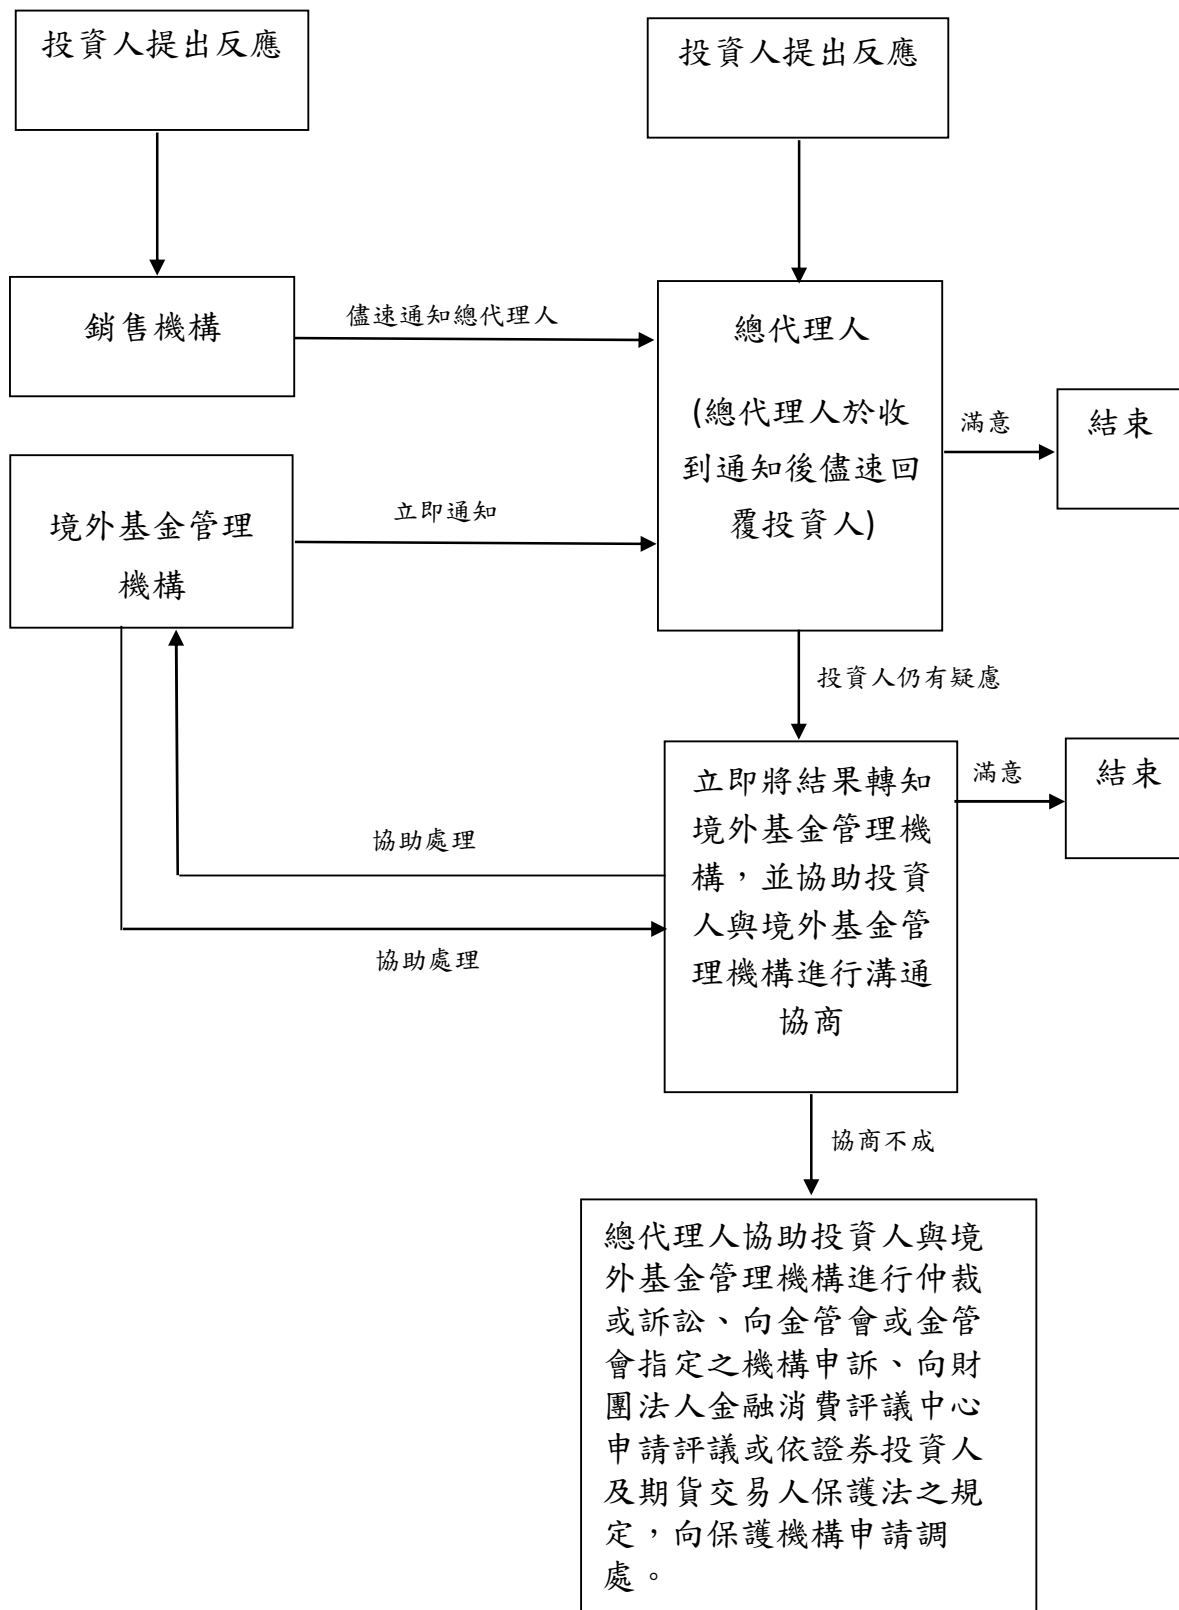 投資人提出反應
投資人提出反應
銷售機構
儘速通知總代理人
總代理人
(總代理人於收
到通知後儘速回
覆投資人)
滿意
結束
境外基金管理
機構
立即通知
投資人仍有疑慮
立即將結果轉知
境外基金管理機
構，並協助投資
人與境外基金管
理機構進行溝通
協商
滿意
結束
協助處理
協助處理
協商不成
總代理人協助投資人與境
外基金管理機構進行仲裁
或訴訟、向金管會或金管
會指定之機構申訴、向財
團法人金融消費評議中心
申請評議或依證券投資人
及期貨交易人保護法之規
定，向保護機構申請調
處。